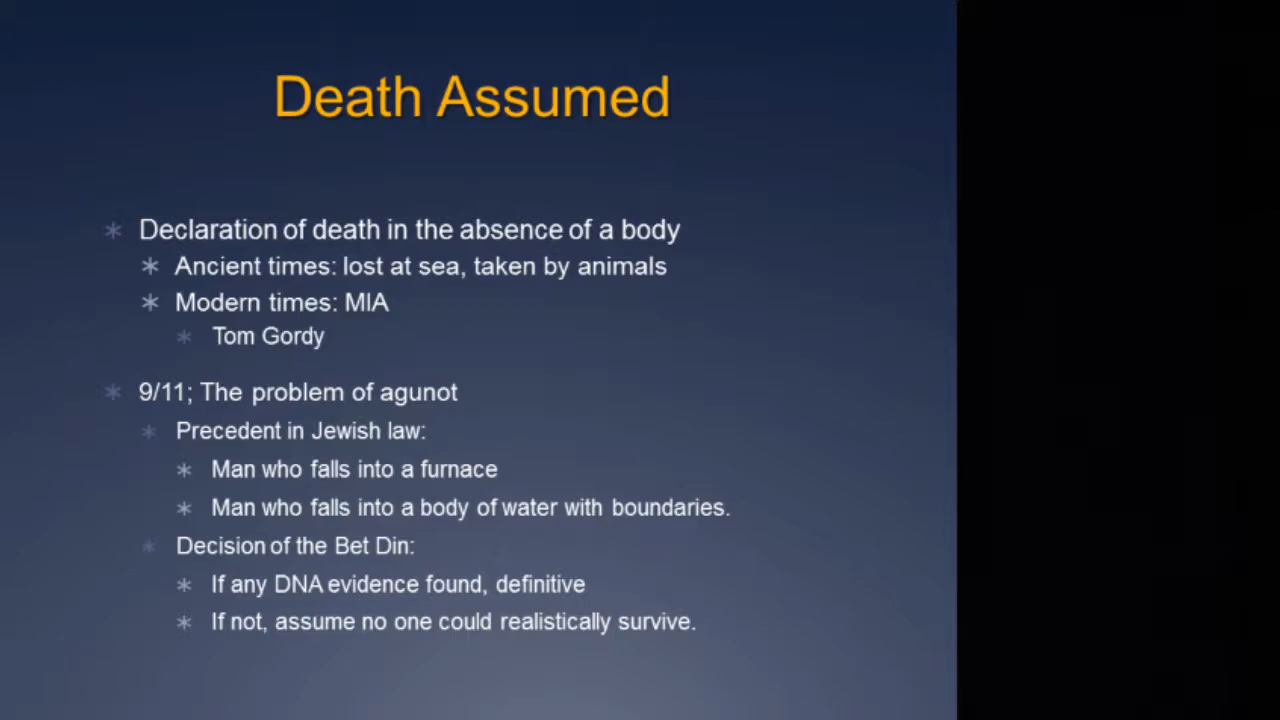 Death Assumed
Declaration of death in the absence of a body
Ancient times: lost at sea, taken by animals
Modern times: MIA
Tom Gordy
9/11; The problem of agunot
Precedent in Jewish law:
Man who falls into a furnace
Man who falls into a body of water with boundaries.
Decision of the Bet Din:
If any DNA evidence found, definitive
If not, assume no one could realistically survive.